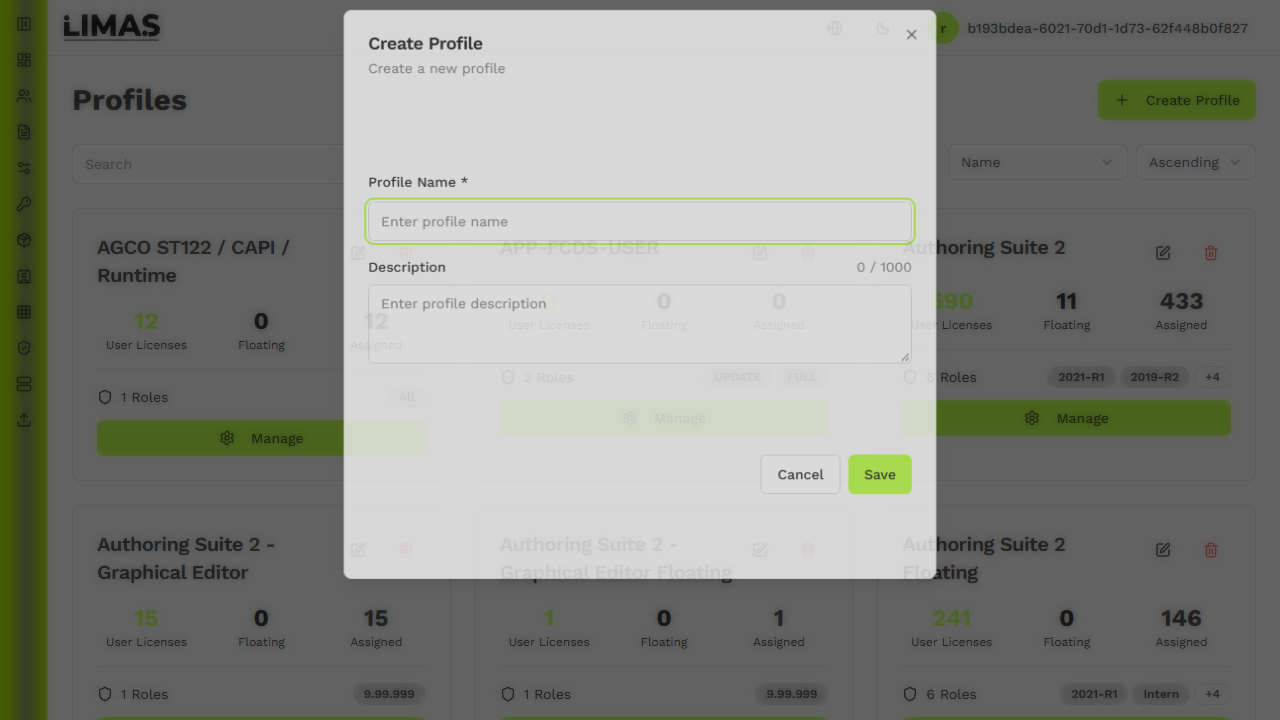 LIMAS
r
b193bdea-6021-70d1-1d73-62f448b0f827
Profiles
Create Profile
Search
Name
Ascending
Create Profile
Create a new profile
Profile Name *
Enter profile name
Description
0 / 1000
Enter profile description
Cancel
Save
AGCO ST122 / CAPI /
Runtime
12
0
12
User Licenses
Floating
Assigned
1 Roles
All
Manage
APP-FCDS-USER
0
0
User Licenses
Floating
Assigned
2 Roles
UPDATE
FULL
Manage
Authoring Suite 2
590
11
433
User Licenses
Floating
Assigned
6 Roles
2021-R1
2019-R2
+4
Manage
Authoring Suite 2 -
Graphical Editor
15
0
15
User Licenses
Floating
Assigned
1 Roles
9.99.999
Authoring Suite 2 -
Graphical Editor Floating
1
0
1
User Licenses
Floating
Assigned
1 Roles
9.99.999
Authoring Suite 2
Floating
241
0
146
User Licenses
Floating
Assigned
6 Roles
2021-R1
Intern
+4